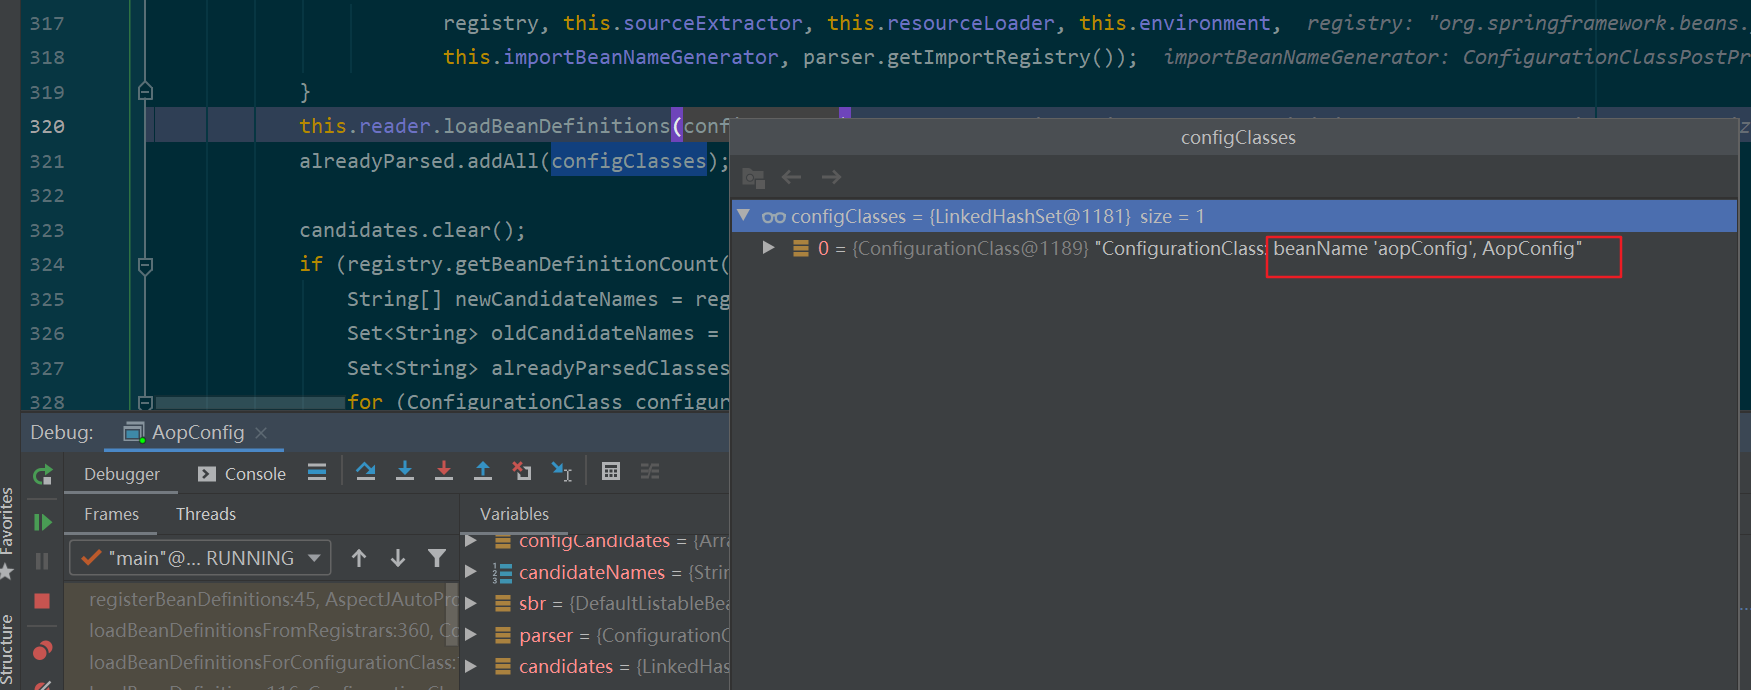 317 registry, this.sourceExtractor, this.resourceLoader, this.environment, registry: "org.springframework.beans.
318 this.importBeanNameGenerator, parser.getImportRegistry()); importBeanNameGenerator: ConfigurationClassPostPr
319 }
320 this.reader.loadBeanDefinitions(conf
321 alreadyParsed.addAll(configClasses);
322
323 candidates.clear();
324 if (registry.getBeanDefinitionCount(
325 String[] newCandidateNames = reg
326 Set<String> oldCandidateNames =
327 Set<String> alreadyParsedClasses
328 for (ConfigurationClass configur
configClasses
configClasses = {LinkedHashSet@1181} size = 1
0 = {ConfigurationClass@1189} "ConfigurationClass: beanName 'aopConfig', AopConfig"
Debug: AopConfig
Debugger Console
Frames Threads Variables
"main"@... RUNNING
registerBeanDefinitions:45, AspectJAutoPro
loadBeanDefinitionsFromRegistrars:360, Co
loadBeanDefinitionsForConfigurationClass:
configCandidates = {Arra
candidateNames = {Strin
sbr = {DefaultListableBea
parser = {ConfigurationC
candidates = {LinkedHas
Favorites
Structure